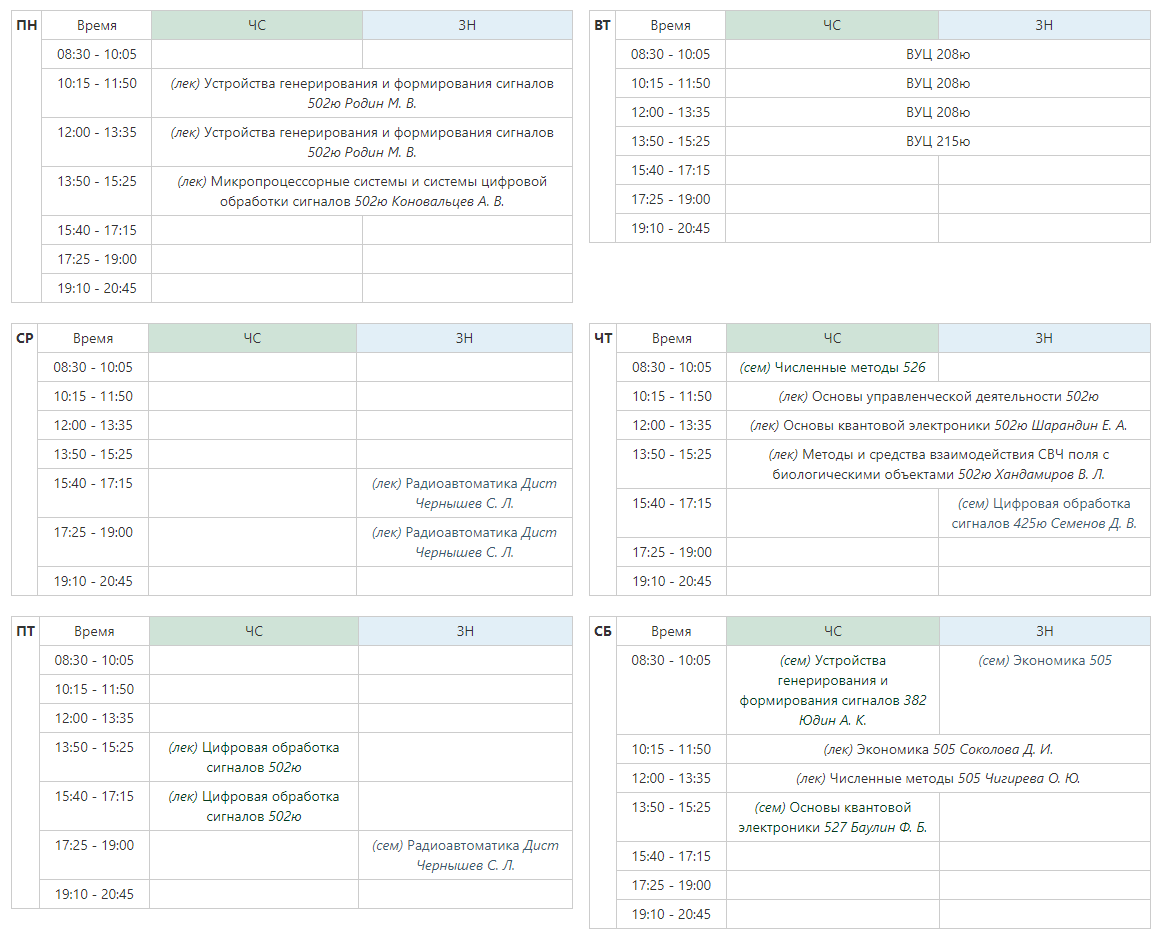 ПН Время ЧС ЗН
08:30 - 10:05
10:15 - 11:50 (лек) Устройства генерирования и формирования сигналов
502ю Родин М. В.
12:00 - 13:35 (лек) Устройства генерирования и формирования сигналов
502ю Родин М. В.
13:50 - 15:25 (лек) Микропроцессорные системы и системы цифровой
обработки сигналов 502ю Коновальцев А. В.
15:40 - 17:15
17:25 - 19:00
19:10 - 20:45
ВТ Время ЧС ЗН
08:30 - 10:05 ВУЦ 208ю
10:15 - 11:50 ВУЦ 208ю
12:00 - 13:35 ВУЦ 208ю
13:50 - 15:25 ВУЦ 215ю
15:40 - 17:15
17:25 - 19:00
19:10 - 20:45
СР Время ЧС ЗН
08:30 - 10:05
10:15 - 11:50
12:00 - 13:35
13:50 - 15:25
15:40 - 17:15 (лек) Радиоавтоматика Дист
Чернышев С. Л.
17:25 - 19:00 (лек) Радиоавтоматика Дист
Чернышев С. Л.
19:10 - 20:45
ЧТ Время ЧС ЗН
08:30 - 10:05 (сем) Численные методы 526
10:15 - 11:50 (лек) Основы управленческой деятельности 502ю
12:00 - 13:35 (лек) Основы квантовой электроники 502ю Шарандин Е. А.
13:50 - 15:25 (лек) Методы и средства взаимодействия СВЧ поля с
биологическими объектами 502ю Хандамиров В. Л.
15:40 - 17:15 (сем) Цифровая обработка
сигналов 425ю Семенов Д. В.
17:25 - 19:00
19:10 - 20:45
ПТ Время ЧС ЗН
08:30 - 10:05
10:15 - 11:50
12:00 - 13:35
13:50 - 15:25 (лек) Цифровая обработка
сигналов 502ю
15:40 - 17:15 (лек) Цифровая обработка
сигналов 502ю
17:25 - 19:00 (сем) Радиоавтоматика Дист
Чернышев С. Л.
19:10 - 20:45
СБ Время ЧС ЗН
08:30 - 10:05 (сем) Устройства (сем) Экономика 505
генерирования и
формирования сигналов 382
Юдин А. К.
10:15 - 11:50 (лек) Экономика 505 Соколова Д. И.
12:00 - 13:35 (лек) Численные методы 505 Чигирева О. Ю.
13:50 - 15:25 (сем) Основы квантовой
электроники 527 Баулин Ф. Б.
15:40 - 17:15
17:25 - 19:00
19:10 - 20:45